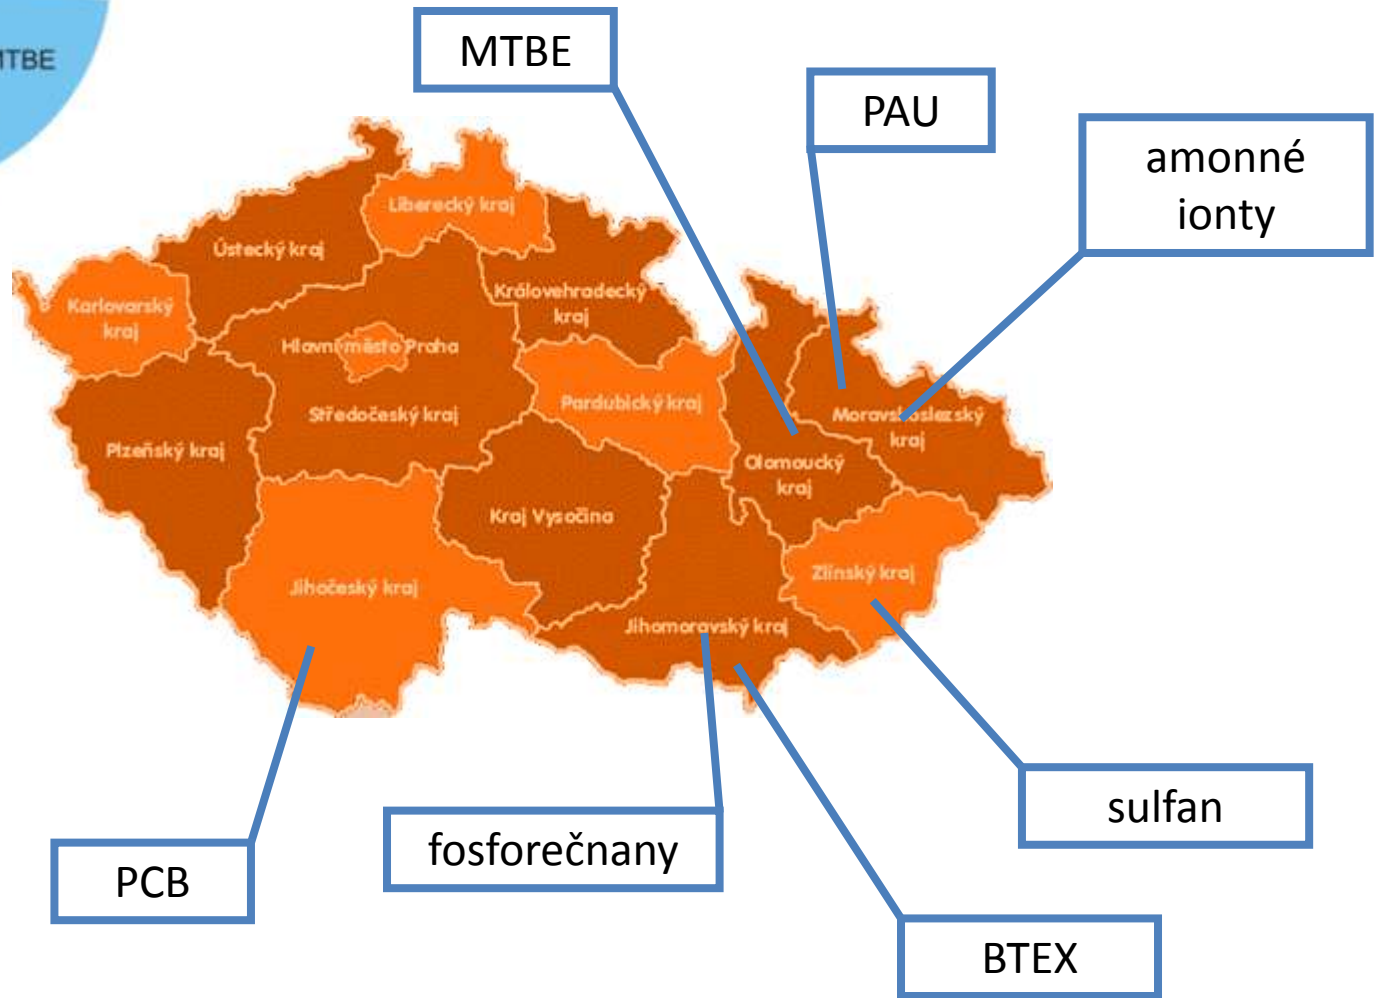 MTBE
MTBE
PAU
amonné
ionty
Liberecký kraj
Ústecký kraj
Karlovarský
kraj
Královehradecký
kraj
Hlavní město Praha
Středočeský kraj
Pardubický kraj
Moravskoslezský
kraj
Plzeňský kraj
Olomoucký
kraj
Kraj Vysočina
Jihočeský kraj
Zlínský kraj
Jihomoravský kraj
sulfan
fosforečnany
PCB
BTEX